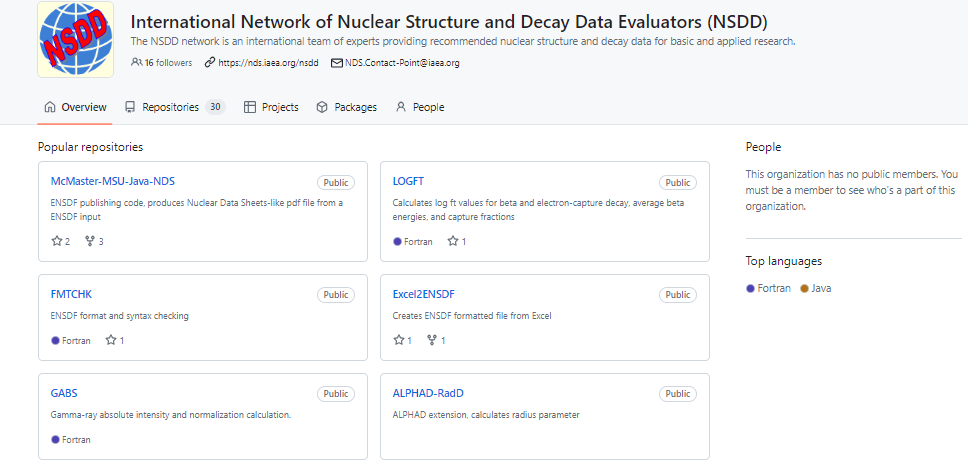 NSDD
International Network of Nuclear Structure and Decay Data Evaluators (NSDD)
The NSDD network is an international team of experts providing recommended nuclear structure and decay data for basic and applied research.
16 followers https://nds.iaea.org/nsdd NDS.Contact-Point@iaea.org
Overview Repositories 30 Projects Packages People
Popular repositories
McMaster-MSU-Java-NDS Public
ENSDF publishing code, produces Nuclear Data Sheets-like pdf file from a
ENSDF input
2 3
LOGFT Public
Calculates log ft values for beta and electron-capture decay, average beta
energies, and capture fractions
Fortran 1
FMTCHK Public
ENSDF format and syntax checking
Fortran 1
Excel2ENSDF Public
Creates ENSDF formatted file from Excel
1 1
GABS Public
Gamma-ray absolute intensity and normalization calculation.
Fortran
ALPHAD-RadD Public
ALPHAD extension, calculates radius parameter
People
This organization has no public members. You
must be a member to see who's a part of this
organization.
Top languages
Fortran Java